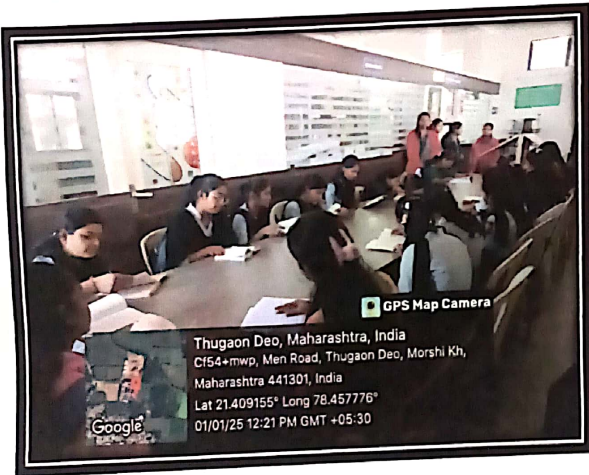 GPS Map Camera
Thugaon Deo, Maharashtra, India
Cf54+mwp, Men Road, Thugaon Deo, Morshi Kh,
Maharashtra 441301, India
Lat 21.409155° Long 78.457776°
01/01/25 12:21 PM GMT +05:30
Google